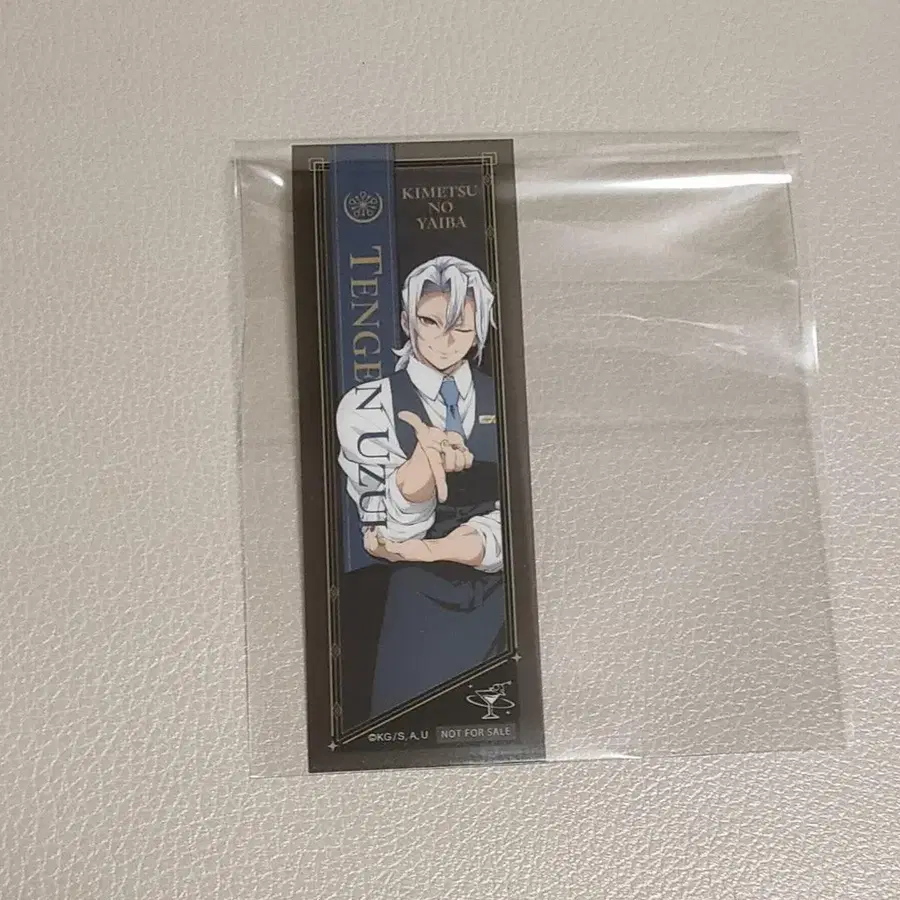 KIMETSU
NO
YAIBA
TENGEN UZUI
©KG/S, A, U
NOT FOR SALE